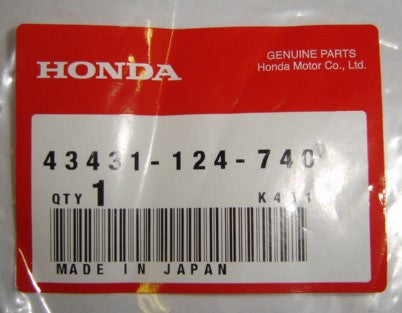 HONDA
GENUINE PARTS
Honda Motor Co., Ltd.
43431-124-740
QTY 1
MADE IN JAPAN